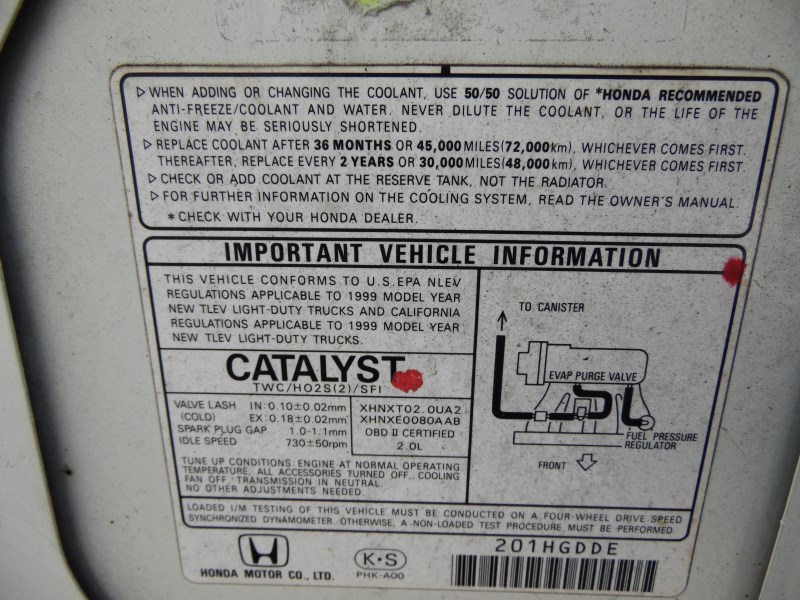 ▷ WHEN ADDING OR CHANGING THE COOLANT, USE 50/50 SOLUTION OF *HONDA RECOMMENDED
ANTI-FREEZE/COOLANT AND WATER. NEVER DILUTE THE COOLANT, OR THE LIFE OF THE
ENGINE MAY BE SERIOUSLY SHORTENED.
▷ REPLACE COOLANT AFTER 36 MONTHS OR 45,000 MILES (72,000km), WHICHEVER COMES FIRST.
THEREAFTER, REPLACE EVERY 2 YEARS OR 30,000 MILES (48,000km), WHICHEVER COMES FIRST.
▷ CHECK OR ADD COOLANT AT THE RESERVE TANK, NOT THE RADIATOR.
▷ FOR FURTHER INFORMATION ON THE COOLING SYSTEM, READ THE OWNER'S MANUAL.
* CHECK WITH YOUR HONDA DEALER.
IMPORTANT VEHICLE INFORMATION
THIS VEHICLE CONFORMS TO U.S. EPA NLEV
REGULATIONS APPLICABLE TO 1999 MODEL YEAR
NEW TLEV LIGHT-DUTY TRUCKS AND CALIFORNIA
REGULATIONS APPLICABLE TO 1999 MODEL YEAR
NEW TLEV LIGHT-DUTY TRUCKS.
CATALYST
TWC/HO2S(2)/SFI
VALVE LASH IN: 0.10±0.02mm
(COLD) EX: 0.18±0.02mm
SPARK PLUG GAP 1.0-1.1mm
IDLE SPEED 730±50rpm
XHNXT02.0UA2
XHNXE0080AAB
OBD II CERTIFIED
2.0L
TUNE UP CONDITIONS: ENGINE AT NORMAL OPERATING
TEMPERATURE. ALL ACCESSORIES TURNED OFF. COOLING
FAN OFF. TRANSMISSION IN NEUTRAL.
NO OTHER ADJUSTMENTS NEEDED.
TO CANISTER
EVAP PURGE VALVE
FUEL PRESSURE
REGULATOR
FRONT
LOADED I/M TESTING OF THIS VEHICLE MUST BE CONDUCTED ON A FOUR WHEEL DRIVE SPEED
SYNCHRONIZED DYNAMOMETER. OTHERWISE, A NON-LOADED TEST PROCEDURE MUST BE PERFORMED.
HONDA MOTOR CO., LTD.
K·S
PHK-A00
201HGDDE